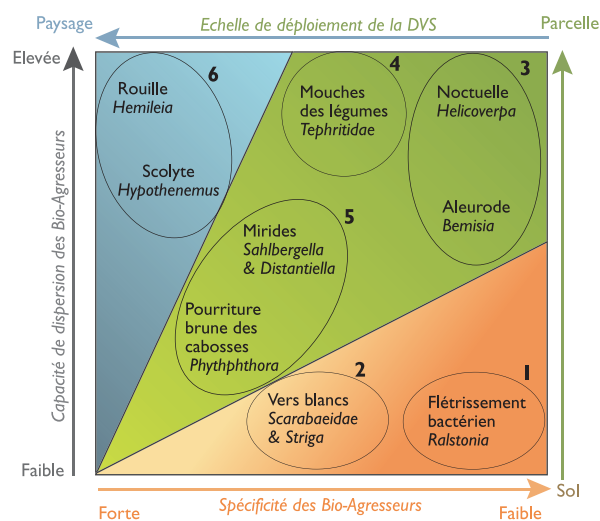 Paysage
Echelle de déploiement de la DVS
Parcelle
Elevée
Capacité de dispersion des Bio-Agresseurs
Faible
6
Rouille
Hemileia
Scolyte
Hypothenemus
4
Mouches
des légumes
Tephritidae
3
Noctuelle
Helicoverpa
Aleurode
Bemisia
5
Mirides
Sahlbergella
& Distantiella
Pourriture
brune des
cabosses
Phythphthora
2
Vers blancs
Scarabaeidae
& Striga
1
Flétrissement
bactérien
Ralstonia
Sol
Forte
Spécificité des Bio-Agresseurs
Faible